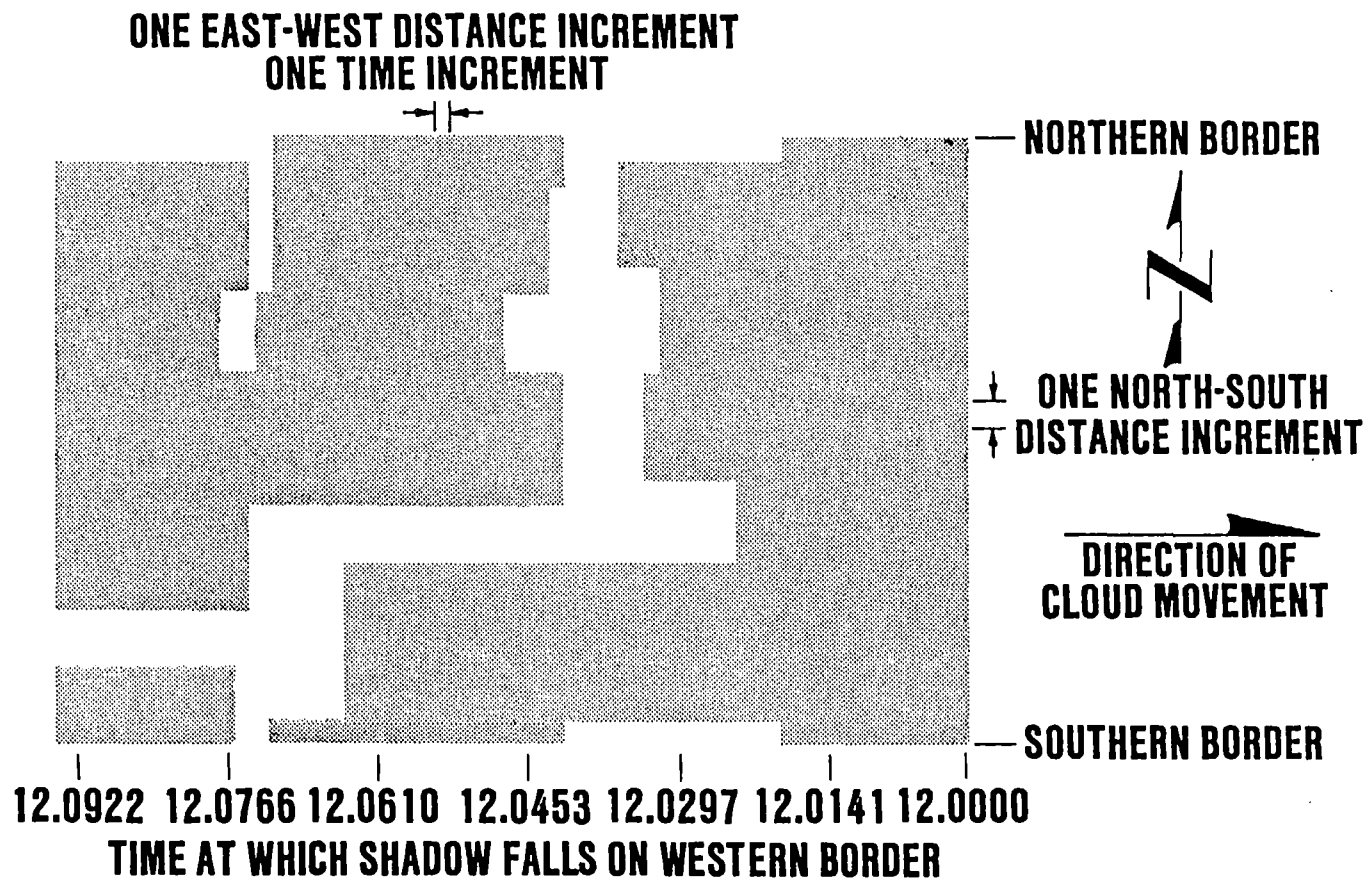 ONE EAST-WEST DISTANCE INCREMENT
ONE TIME INCREMENT
NORTHERN BORDER
N
ONE NORTH-SOUTH
DISTANCE INCREMENT
DIRECTION OF
CLOUD MOVEMENT
SOUTHERN BORDER
12.0922 12.0766 12.0610 12.0453 12.0297 12.0141 12.0000
TIME AT WHICH SHADOW FALLS ON WESTERN BORDER